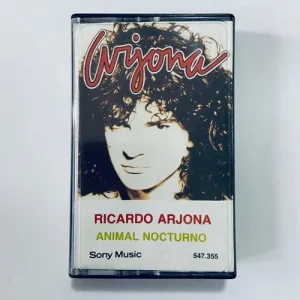 Arjona
RICARDO ARJONA
ANIMAL NOCTURNO
Sony Music 547.355